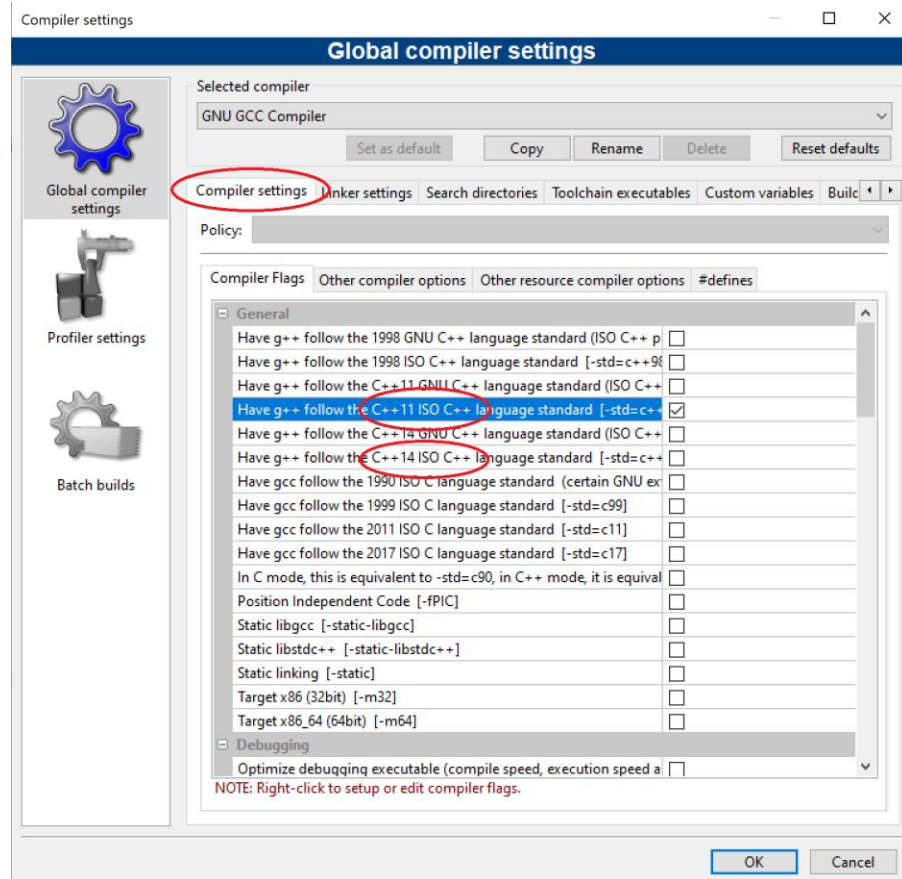 Compiler settings
Global compiler settings
Global compiler
settings
Profiler settings
Batch builds
Selected compiler
GNU GCC Compiler
Set as default Copy Rename Delete Reset defaults
Compiler settings Linker settings Search directories Toolchain executables Custom variables Builc
Policy:
Compiler Flags Other compiler options Other resource compiler options #defines
General
Have g++ follow the 1998 GNU C++ language standard (ISO C++ p
Have g++ follow the 1998 ISO C++ language standard [-std=c++98
Have g++ follow the C++11 GNU C++ language standard (ISO C++
Have g++ follow the C++11 ISO C++ language standard [-std=c++
Have g++ follow the C++14 GNU C++ language standard (ISO C++
Have g++ follow the C++14 ISO C++ language standard [-std=c++
Have gcc follow the 1990 ISO C language standard (certain GNU ex
Have gcc follow the 1999 ISO C language standard [-std=c99]
Have gcc follow the 2011 ISO C language standard [-std=c11]
Have gcc follow the 2017 ISO C language standard [-std=c17]
In C mode, this is equivalent to -std=c90, in C++ mode, it is equival
Position Independent Code [-fPIC]
Static libgcc [-static-libgcc]
Static libstdc++ [-static-libstdc++]
Static linking [-static]
Target x86 (32bit) [-m32]
Target x86_64 (64bit) [-m64]
Debugging
Optimize debugging executable (compile speed, execution speed a
NOTE: Right-click to setup or edit compiler flags.
OK Cancel